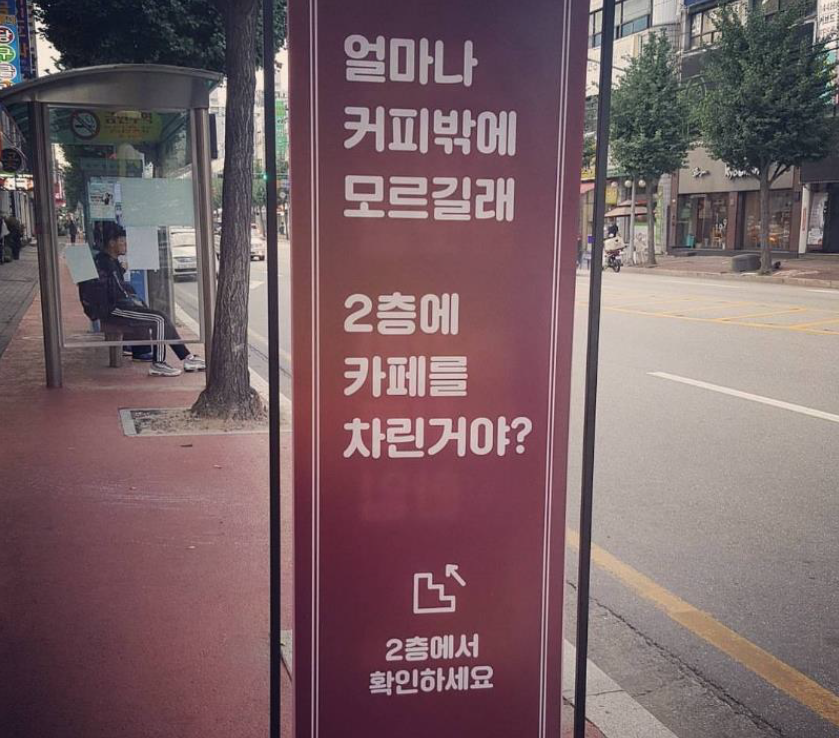 얼마나
커피밖에
모르길래
2층에
카페를
차린거야?
2층에서
확인하세요